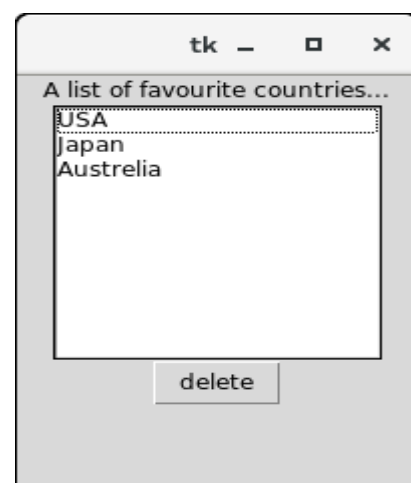 tk
A list of favourite countries...
USA
Japan
Austrelia
delete